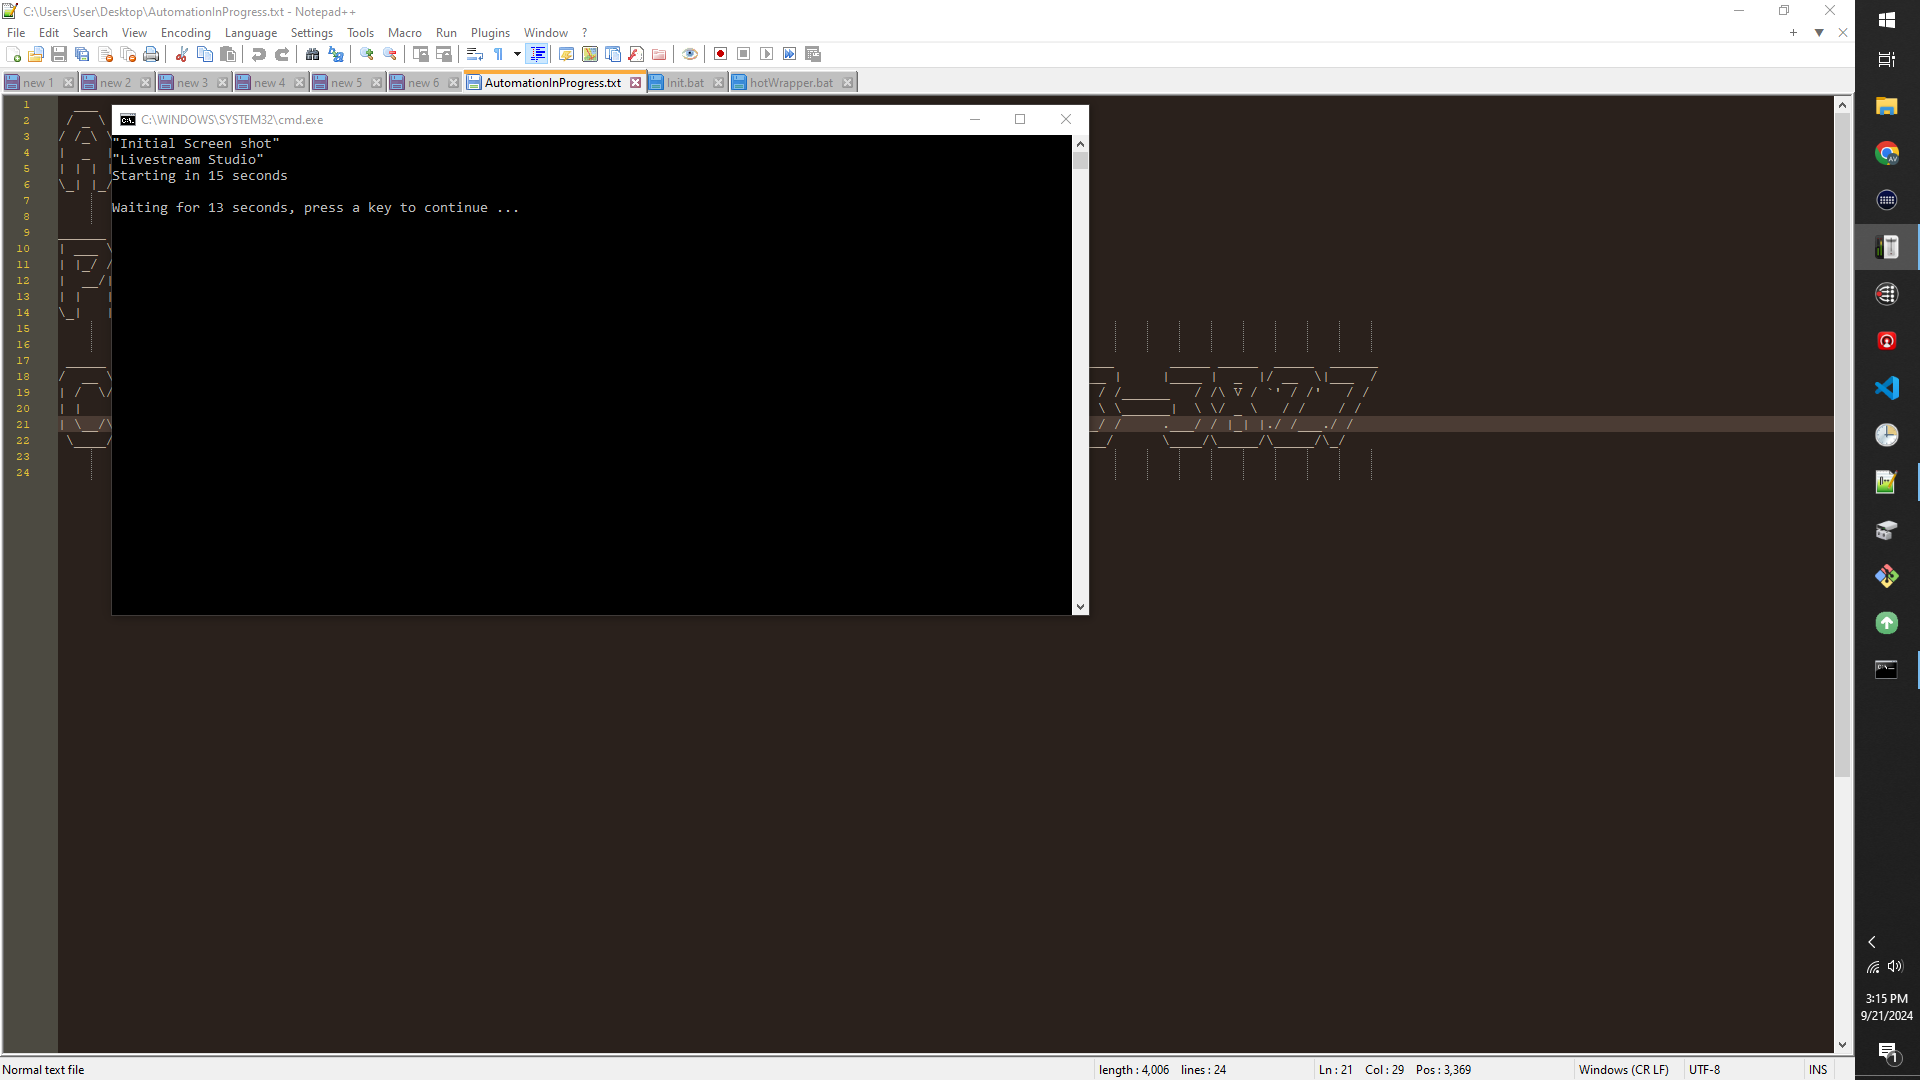 C:\Users\User\Desktop\AutomationInProgress.txt - Notepad++
File Edit Search View Encoding Language Settings Tools Macro Run Plugins Window ?
new 1 new 2 new 3 new 4 new 5 new 6 AutomationInProgress.txt Init.bat hotWrapper.bat
C:\WINDOWS\SYSTEM32\cmd.exe
"Initial Screen shot"
"Livestream Studio"
Starting in 15 seconds
Waiting for 13 seconds, press a key to continue ...
1
2
3
4
5
6
7
8
9
10
11
12
13
14
15
16
17
18
19
20
21
22
23
24
3:15 PM
9/21/2024
1
Normal text file length : 4,006 lines : 24 Ln : 21 Col : 29 Pos : 3,369 Windows (CR LF) UTF-8 INS